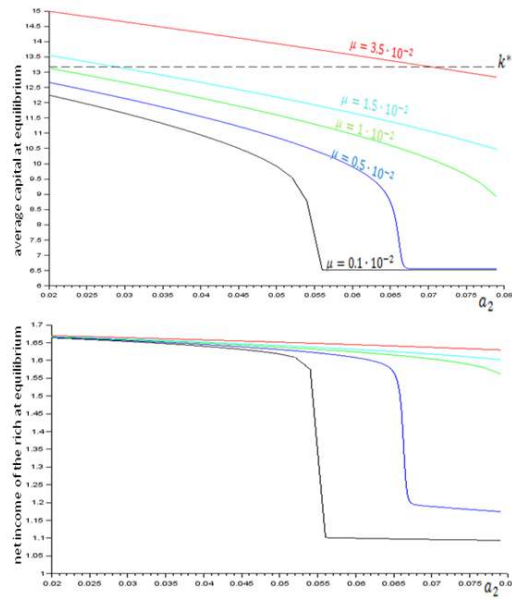 average capital at equilibrium
15
14.5
14
13.5
13
12.5
12
11.5
11
10.5
10
9.5
9
8.5
8
7.5
7
6.5
6
μ = 3.5 · 10⁻²
k*
μ = 1.5 · 10⁻²
μ = 1 · 10⁻²
μ = 0.5 · 10⁻²
μ = 0.1 · 10⁻²
0.02 0.025 0.03 0.035 0.04 0.045 0.05 0.055 0.06 0.065 0.07 0.075 0.08
a₂
net income of the rich at equilibrium
1.7
1.65
1.6
1.55
1.5
1.45
1.4
1.35
1.3
1.25
1.2
1.15
1.1
1.05
1
0.02 0.025 0.03 0.035 0.04 0.045 0.05 0.055 0.06 0.065 0.07 0.075 0.08
a₂